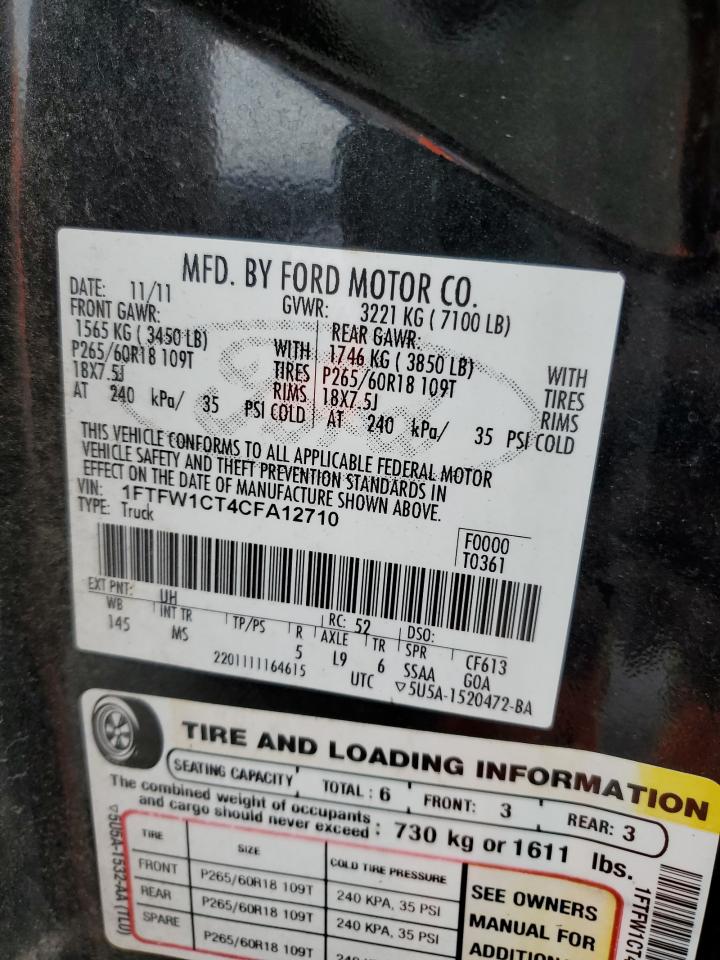 MFD. BY FORD MOTOR CO.
DATE: 11/11 GVWR: 3221 KG ( 7100 LB)
FRONT GAWR: REAR GAWR:
1565 KG ( 3450 LB) WITH 1746 KG ( 3850 LB) WITH
P265/60R18 109T TIRES P265/60R18 109T TIRES
18X7.5J RIMS 18X7.5J RIMS
AT 240 kPa/ 35 PSI COLD AT 240 kPa/ 35 PSI COLD
THIS VEHICLE CONFORMS TO ALL APPLICABLE FEDERAL MOTOR
VEHICLE SAFETY AND THEFT PREVENTION STANDARDS IN
EFFECT ON THE DATE OF MANUFACTURE SHOWN ABOVE.
VIN: 1FTFW1CT4CFA12710
TYPE: Truck
F0000
T0361
EXT PNT: UH RC: 52 DSO:
WB INT TR TP/PS R AXLE TR SPR CF613
145 MS 5 L9 6 SSAA GOA
2201111164615 UTC ▽5U5A-1520472-BA
TIRE AND LOADING INFORMATION
SEATING CAPACITY TOTAL : 6 FRONT: 3 REAR: 3
The combined weight of occupants
and cargo should never exceed : 730 kg or 1611 lbs.
TIRE SIZE COLD TIRE PRESSURE
FRONT P265/60R18 109T 240 KPA, 35 PSI
REAR P265/60R18 109T 240 KPA, 35 PSI
SPARE P265/60R18 109T
SEE OWNERS
MANUAL FOR
▽5U5A-1532-AA (TLU)